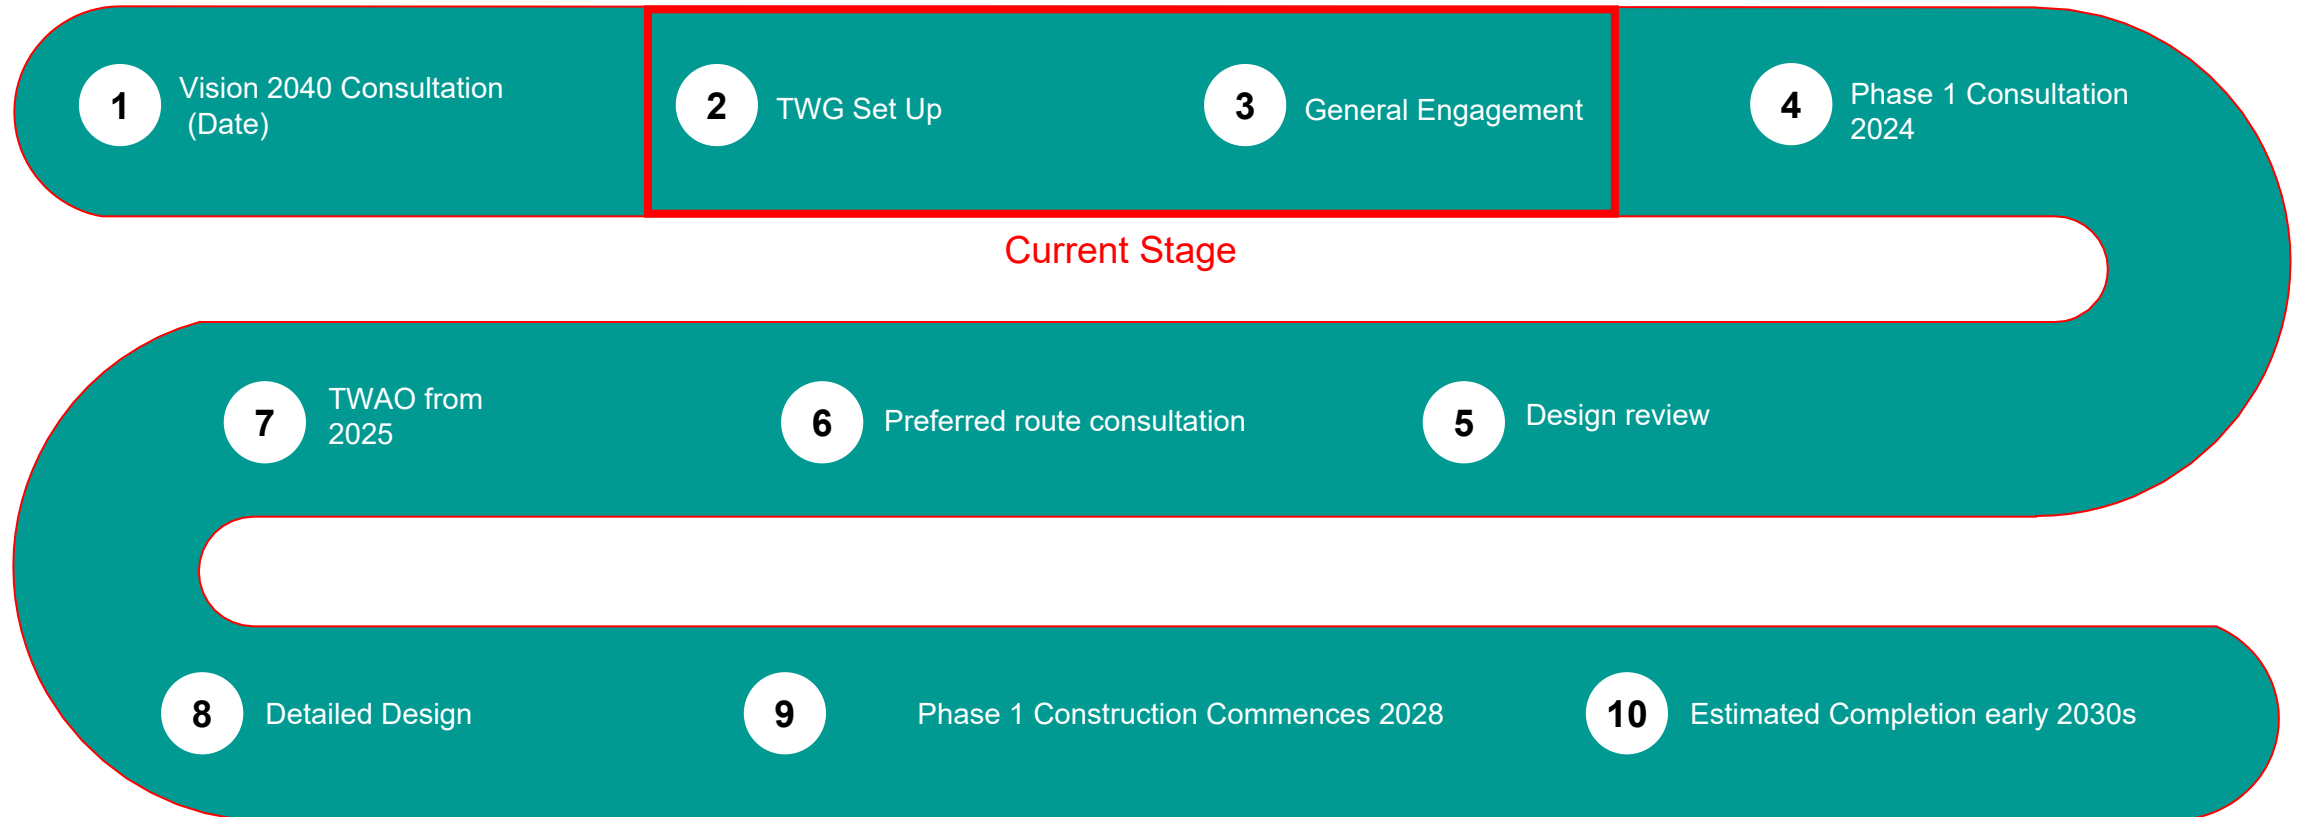 1
Vision 2040 Consultation
(Date)
2
TWG Set Up
3
General Engagement
4
Phase 1 Consultation
2024
Current Stage
7
TWAO from
2025
6
Preferred route consultation
5
Design review
8
Detailed Design
9
Phase 1 Construction Commences 2028
10
Estimated Completion early 2030s